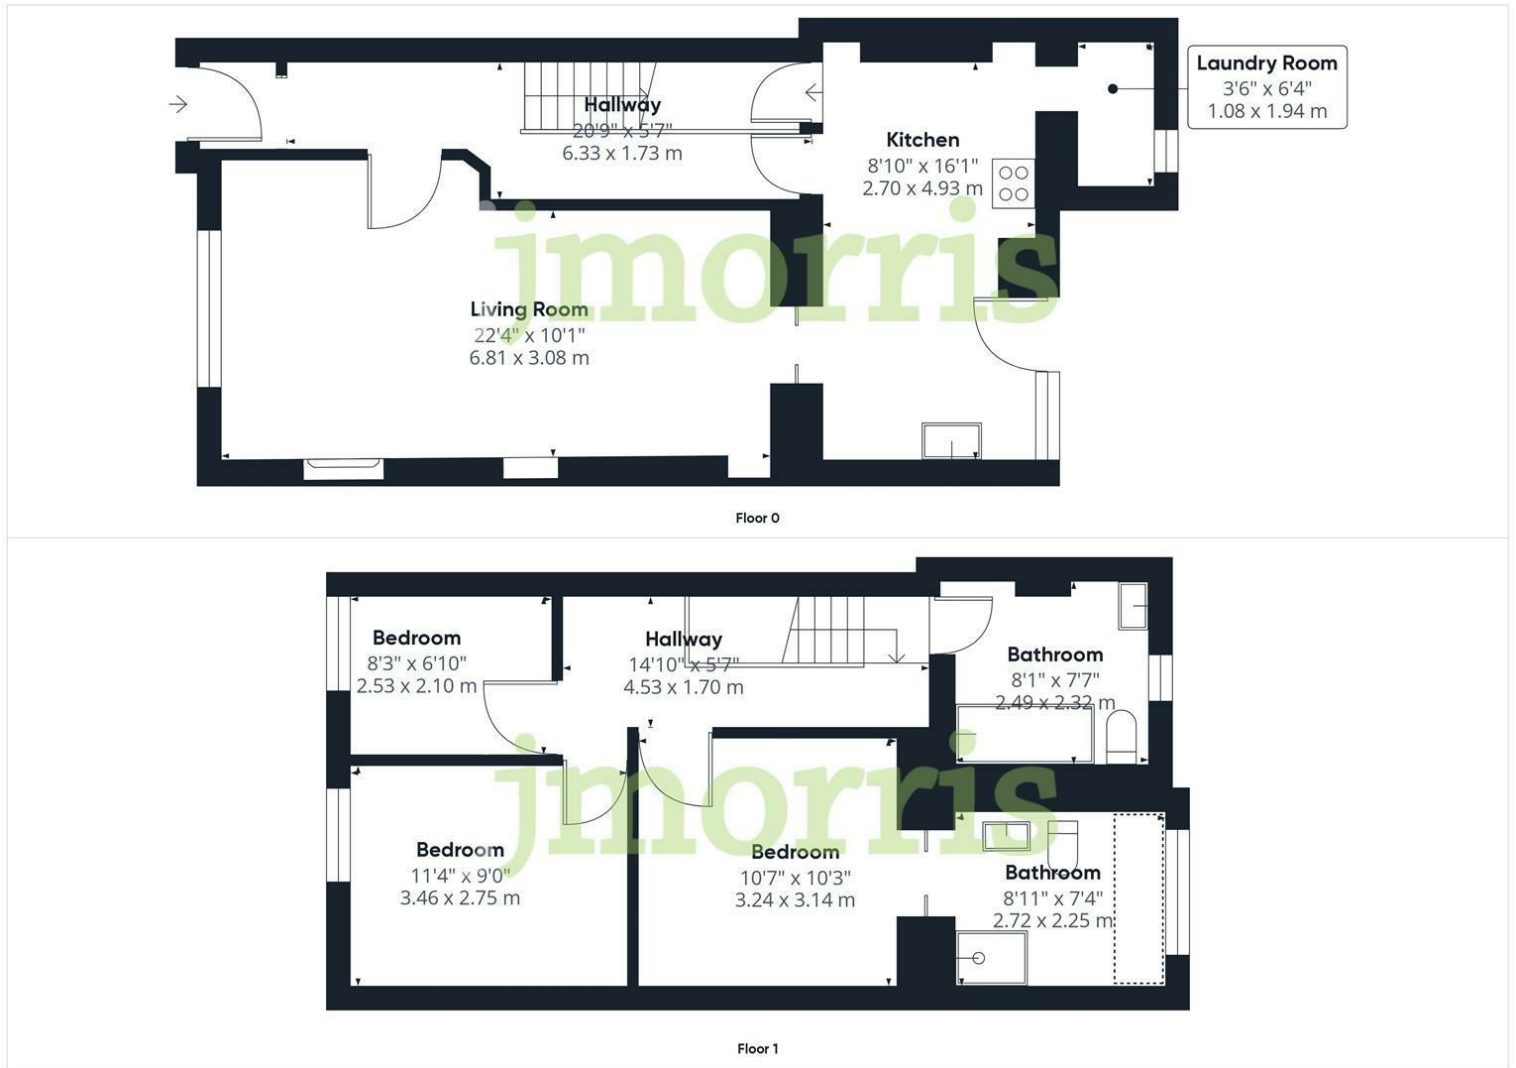 Laundry Room
3'6" x 6'4"
1.08 x 1.94 m
Hallway
20'9" x 5'7"
6.33 x 1.73 m
Kitchen
8'10" x 16'1"
2.70 x 4.93 m
jmorris
Living Room
22'4" x 10'1"
6.81 x 3.08 m
Floor 0
Bedroom
8'3" x 6'10"
2.53 x 2.10 m
Hallway
14'10" x 5'7"
4.53 x 1.70 m
Bathroom
8'1" x 7'7"
2.49 x 2.32 m
jmorris
Bedroom
11'4" x 9'0"
3.46 x 2.75 m
Bedroom
10'7" x 10'3"
3.24 x 3.14 m
Bathroom
8'11" x 7'4"
2.72 x 2.25 m
Floor 1